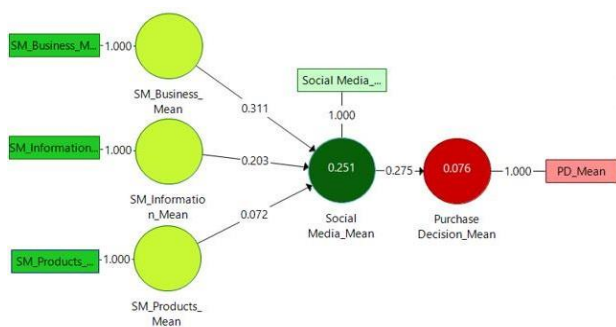 SM_Business_M...
1.000
SM_Business_
Mean
0.311
Social Media_...
1.000
SM_Information...
1.000
SM_Informatio
n_Mean
0.203
0.251
Social
Media_Mean
0.275
0.076
Purchase
Decision_Mean
1.000
PD_Mean
0.072
SM_Products_...
1.000
SM_Products_
Mean